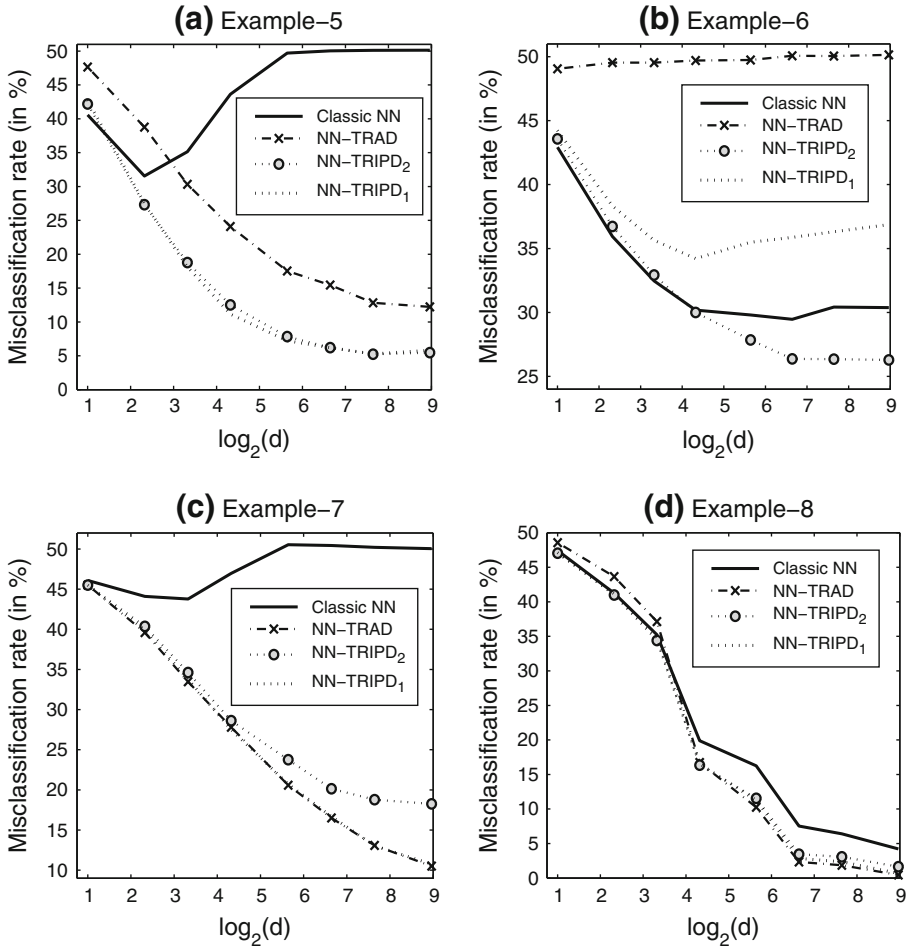 (a) Example−5
Misclassification rate (in %)
50
45
40
35
30
25
20
15
10
5
0
Classic NN
NN−TRAD
NN−TRIPD₂
NN−TRIPD₁
1 2 3 4 5 6 7 8 9
log₂(d)
(b) Example−6
Misclassification rate (in %)
50
45
40
35
30
25
Classic NN
NN−TRAD
NN−TRIPD₂
NN−TRIPD₁
1 2 3 4 5 6 7 8 9
log₂(d)
(c) Example−7
Misclassification rate (in %)
50
45
40
35
30
25
20
15
10
Classic NN
NN−TRAD
NN−TRIPD₂
NN−TRIPD₁
1 2 3 4 5 6 7 8 9
log₂(d)
(d) Example−8
Misclassification rate (in %)
50
45
40
35
30
25
20
15
10
5
0
Classic NN
NN−TRAD
NN−TRIPD₂
NN−TRIPD₁
1 2 3 4 5 6 7 8 9
log₂(d)